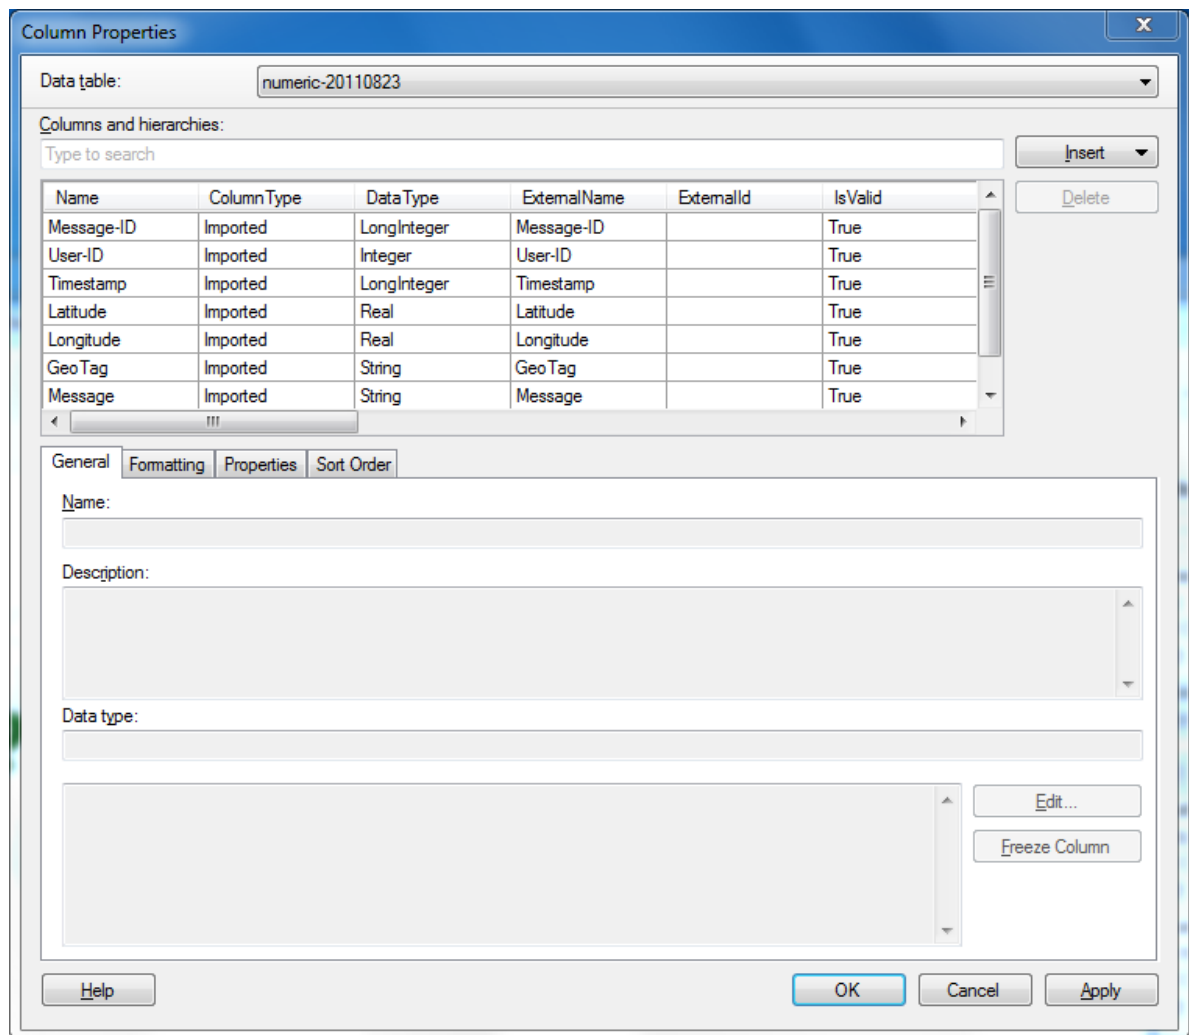 Column Properties
X
Data table:
numeric-20110823
Columns and hierarchies:
Type to search
Insert
Name ColumnType DataType ExternalName ExternalId IsValid
Delete
Message-ID Imported LongInteger Message-ID True
User-ID Imported Integer User-ID True
Timestamp Imported LongInteger Timestamp True
Latitude Imported Real Latitude True
Longitude Imported Real Longitude True
GeoTag Imported String GeoTag True
Message Imported String Message True
General Formatting Properties Sort Order
Name:
Description:
Data type:
Edit...
Freeze Column
Help OK Cancel Apply